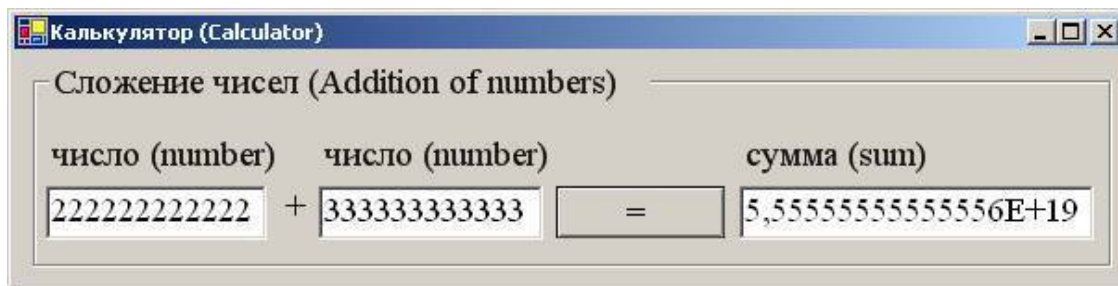 Калькулятор (Calculator)
Сложение чисел (Addition of numbers)
число (number) число (number) сумма (sum)
222222222222 + 333333333333 = 5,55555555555556E+19